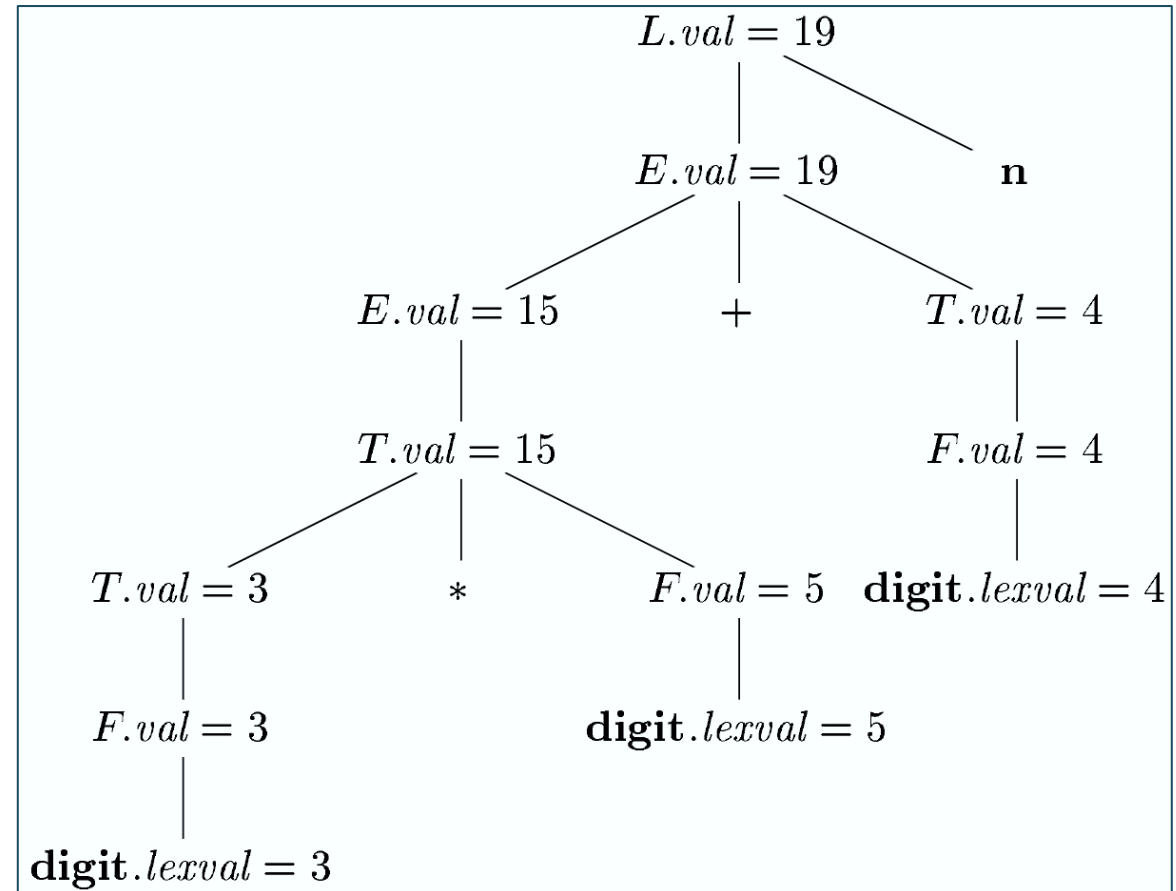 L.val = 19
E.val = 19 n
E.val = 15 + T.val = 4
T.val = 15 F.val = 4
T.val = 3 * F.val = 5 digit.lexval = 4
F.val = 3 digit.lexval = 5
digit.lexval = 3